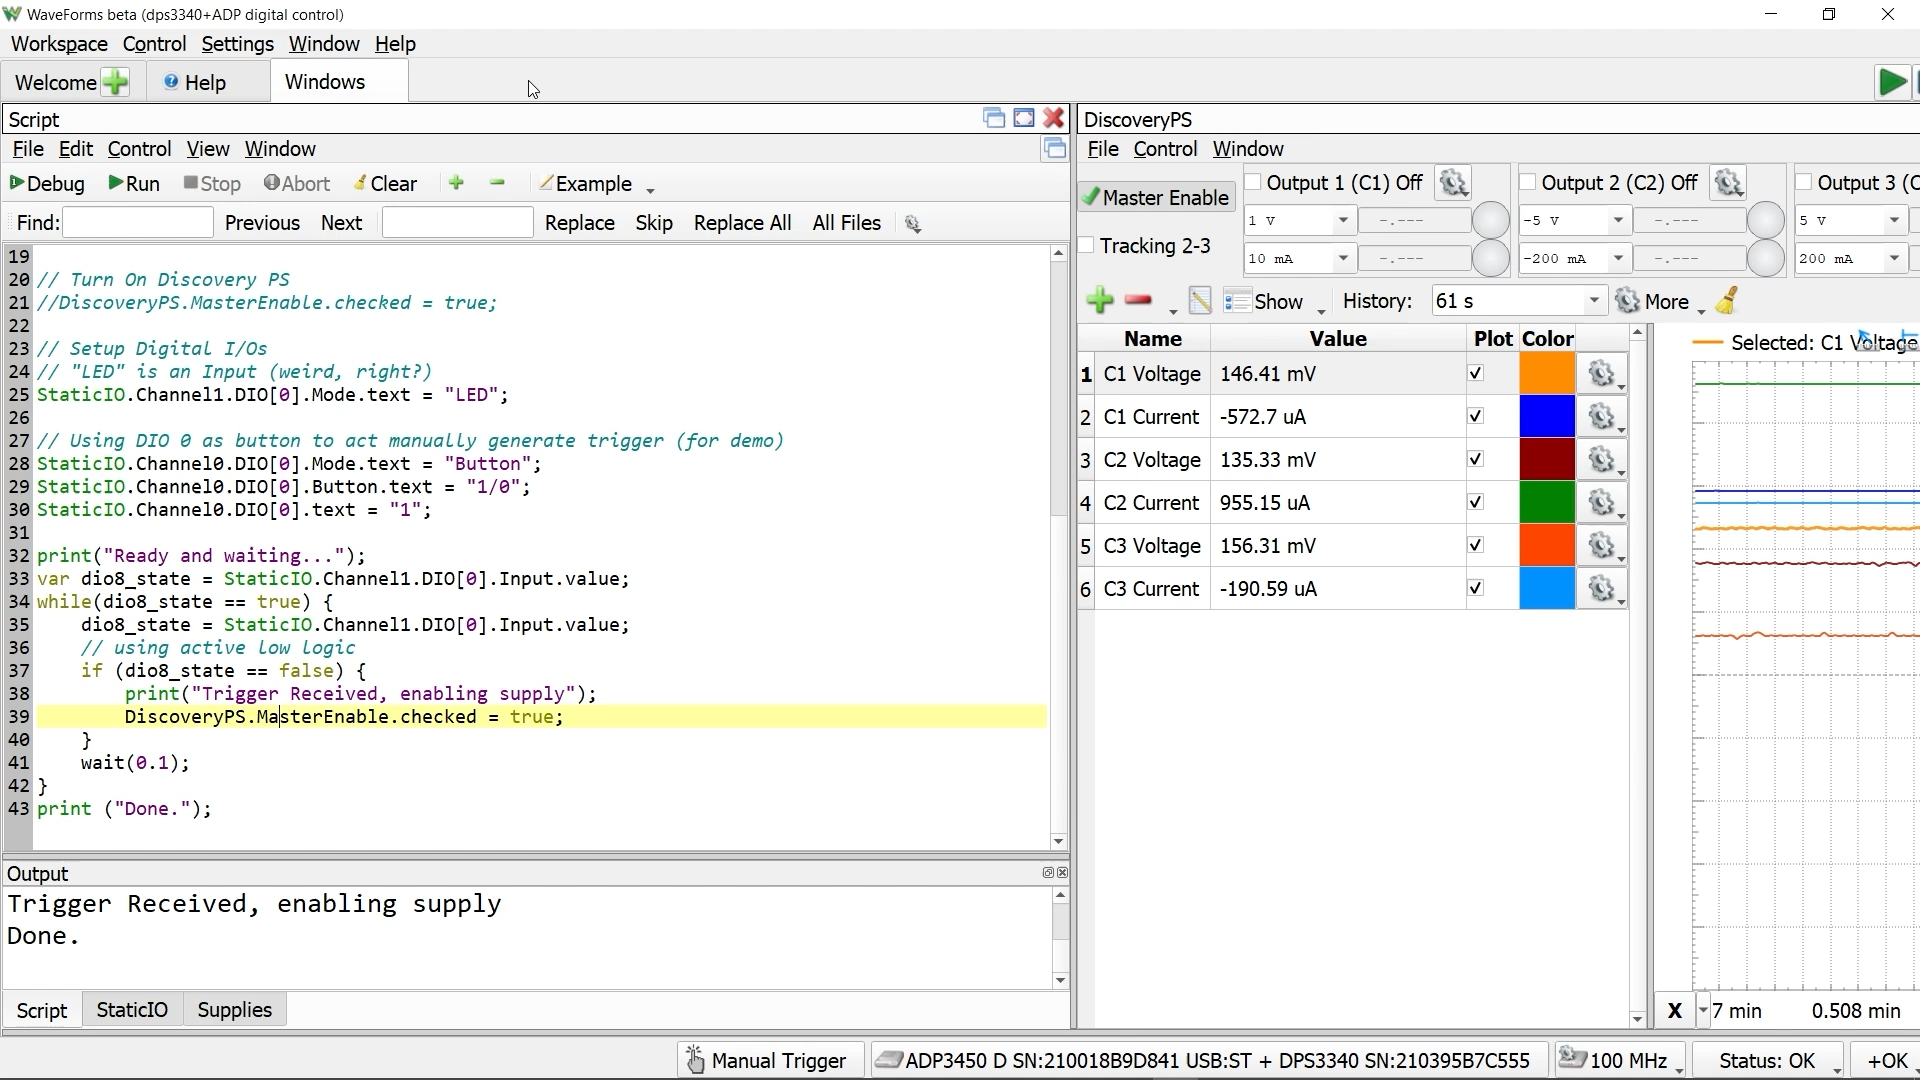 WaveForms beta (dps3340+ADP digital control)
Workspace Control Settings Window Help
Welcome Help Windows
Script
File Edit Control View Window
Debug Run Stop Abort Clear Example
Find: Previous Next Replace Skip Replace All All Files
19
20 // Turn On Discovery PS
21 //DiscoveryPS.MasterEnable.checked = true;
22
23 // Setup Digital I/Os
24 // "LED" is an Input (weird, right?)
25 StaticIO.Channel1.DIO[0].Mode.text = "LED";
26
27 // Using DIO 0 as button to act manually generate trigger (for demo)
28 StaticIO.Channel0.DIO[0].Mode.text = "Button";
29 StaticIO.Channel0.DIO[0].Button.text = "1/0";
30 StaticIO.Channel0.DIO[0].text = "1";
31
32 print("Ready and waiting...");
33 var dio8_state = StaticIO.Channel1.DIO[0].Input.value;
34 while(dio8_state == true) {
35 dio8_state = StaticIO.Channel1.DIO[0].Input.value;
36 // using active low logic
37 if (dio8_state == false) {
38 print("Trigger Received, enabling supply");
39 DiscoveryPS.MasterEnable.checked = true;
40 }
41 wait(0.1);
42 }
43 print ("Done.");
Output
Trigger Received, enabling supply
Done.
Script StaticIO Supplies
DiscoveryPS
File Control Window
Master Enable
Tracking 2-3
Output 1 (C1) Off
1 V -.---
10 mA -.---
Output 2 (C2) Off
-5 V -.---
-200 mA -.---
Output 3 (C
5 V
200 mA
Show History: 61 s More
Name Value Plot Color
1 C1 Voltage 146.41 mV
2 C1 Current -572.7 uA
3 C2 Voltage 135.33 mV
4 C2 Current 955.15 uA
5 C3 Voltage 156.31 mV
6 C3 Current -190.59 uA
Selected: C1 Voltage
X 7 min 0.508 min
Manual Trigger ADP3450 D SN:210018B9D841 USB:ST + DPS3340 SN:210395B7C555 100 MHz Status: OK +OK